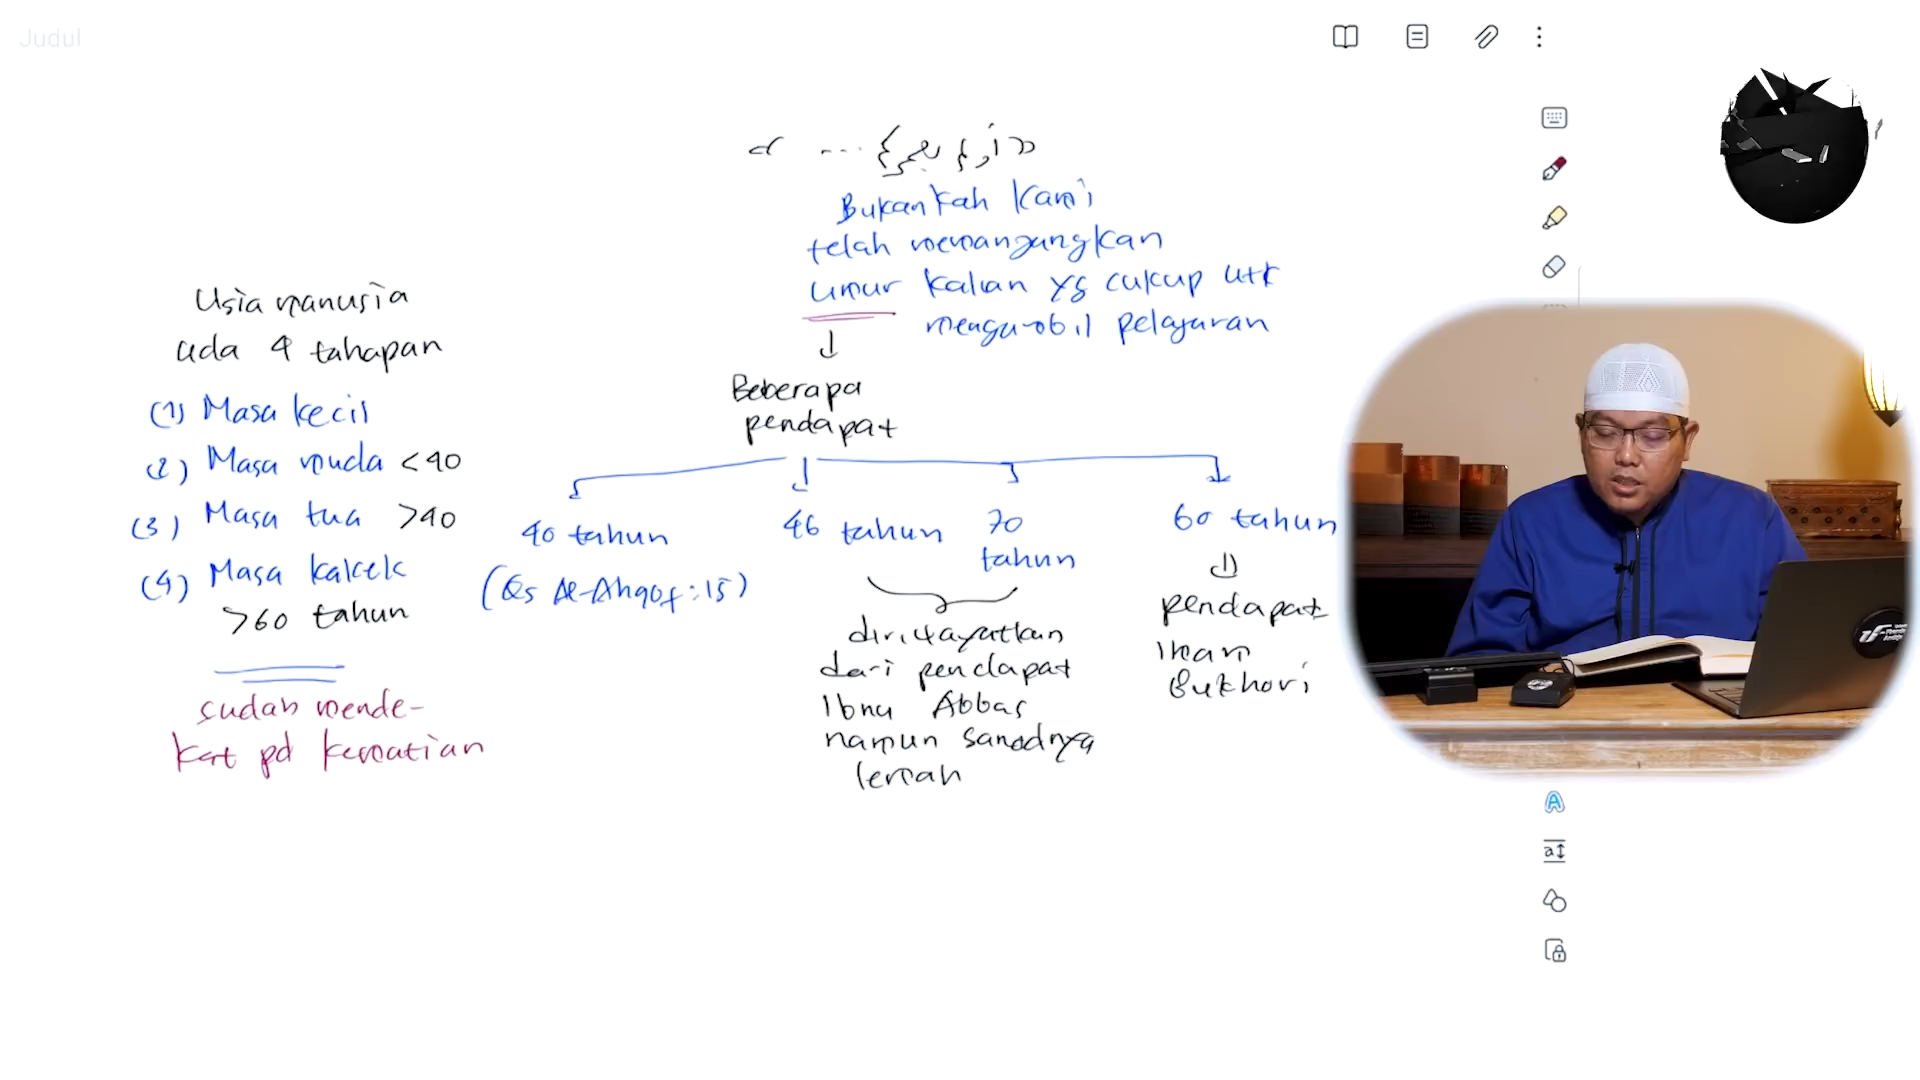 Judul
Bukankah Kami
telah memanjangkan
umur kalian yg cukup utk
mengambil pelajaran
Beberapa
pendapat
Usia manusia
ada 4 tahapan
(1) Masa kecil
(2) Masa muda <40
(3) Masa tua >40
(4) Masa kakek
>60 tahun
sudah mende-
kat pd kematian
40 tahun
(Qs Al-Ahqof:15)
46 tahun
70
tahun
diriwayatkan
dari pendapat
Ibnu Abbas
namun sanadnya
lemah
60 tahun
pendapat
Imam
Bukhori